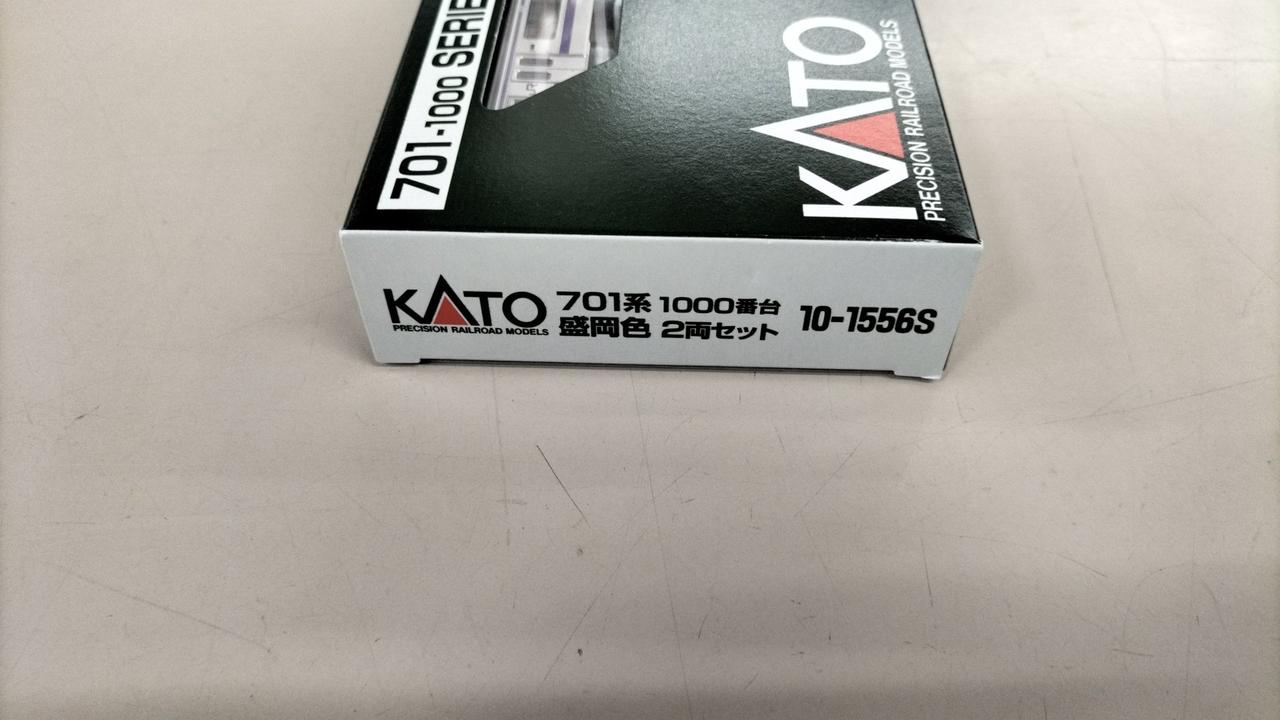 701-1000 SERIE
KATO
PRECISION RAILROAD MODELS
KATO
PRECISION RAILROAD MODELS
701系 1000番台
盛岡色 2両セット
10-1556S